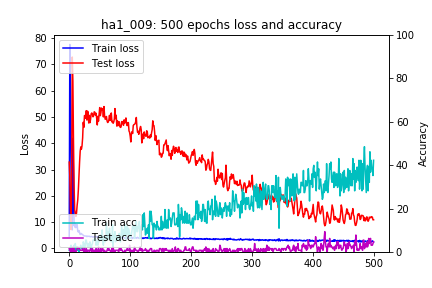 ha1_009: 500 epochs loss and accuracy
80
70
60
50
40
30
20
10
0
Loss
Train loss
Test loss
Train acc
Test acc
100
80
60
40
20
0
Accuracy
0 100 200 300 400 500